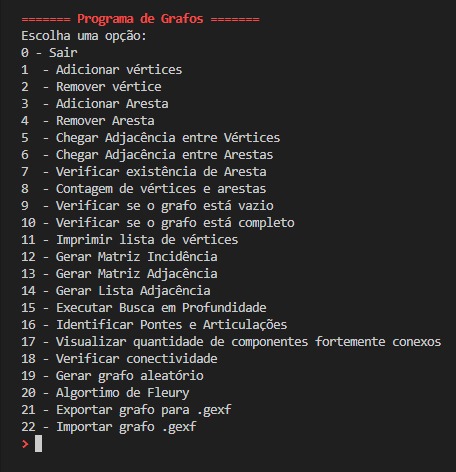 ======= Programa de Grafos =======
Escolha uma opção:
0 - Sair
1  - Adicionar vértices
2  - Remover vértice
3  - Adicionar Aresta
4  - Remover Aresta
5  - Chegar Adjacência entre Vértices
6  - Chegar Adjacência entre Arestas
7  - Verificar existência de Aresta
8  - Contagem de vértices e arestas
9  - Verificar se o grafo está vazio
10 - Verificar se o grafo está completo
11 - Imprimir lista de vértices
12 - Gerar Matriz Incidência
13 - Gerar Matriz Adjacência
14 - Gerar Lista Adjacência
15 - Executar Busca em Profundidade
16 - Identificar Pontes e Articulações
17 - Visualizar quantidade de componentes fortemente conexos
18 - Verificar conectividade
19 - Gerar grafo aleatório
20 - Algortimo de Fleury
21 - Exportar grafo para .gexf
22 - Importar grafo .gexf
>